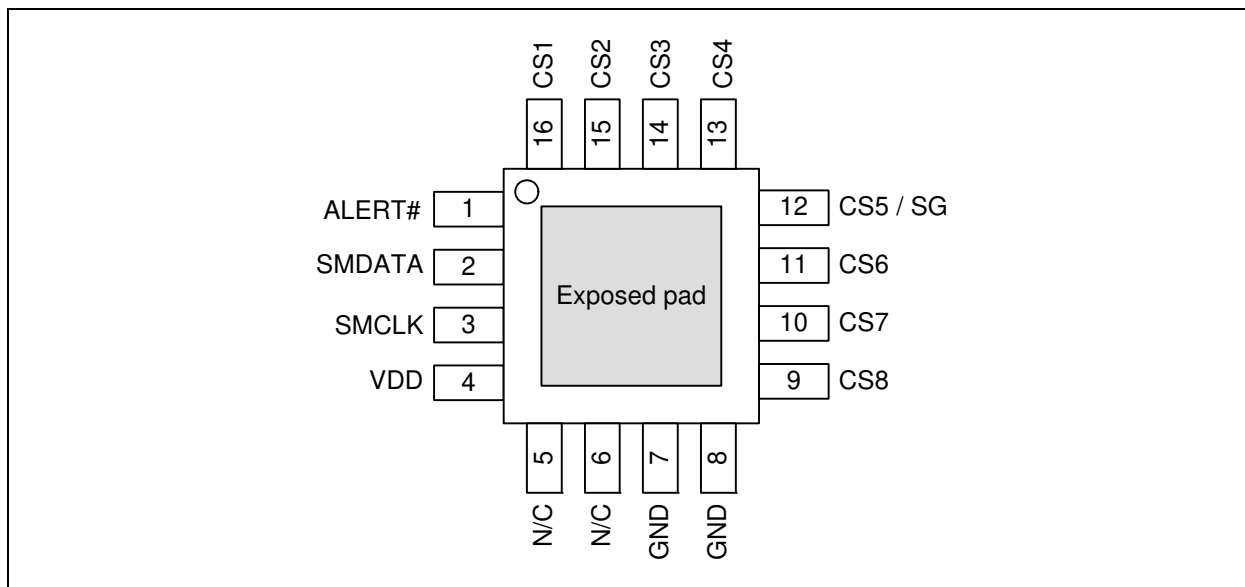 CS1 CS2 CS3 CS4
16 15 14 13
ALERT# 1
12 CS5 / SG
SMDATA 2
11 CS6
Exposed pad
SMCLK 3
10 CS7
VDD 4
9 CS8
5 6 7 8
N/C N/C GND GND